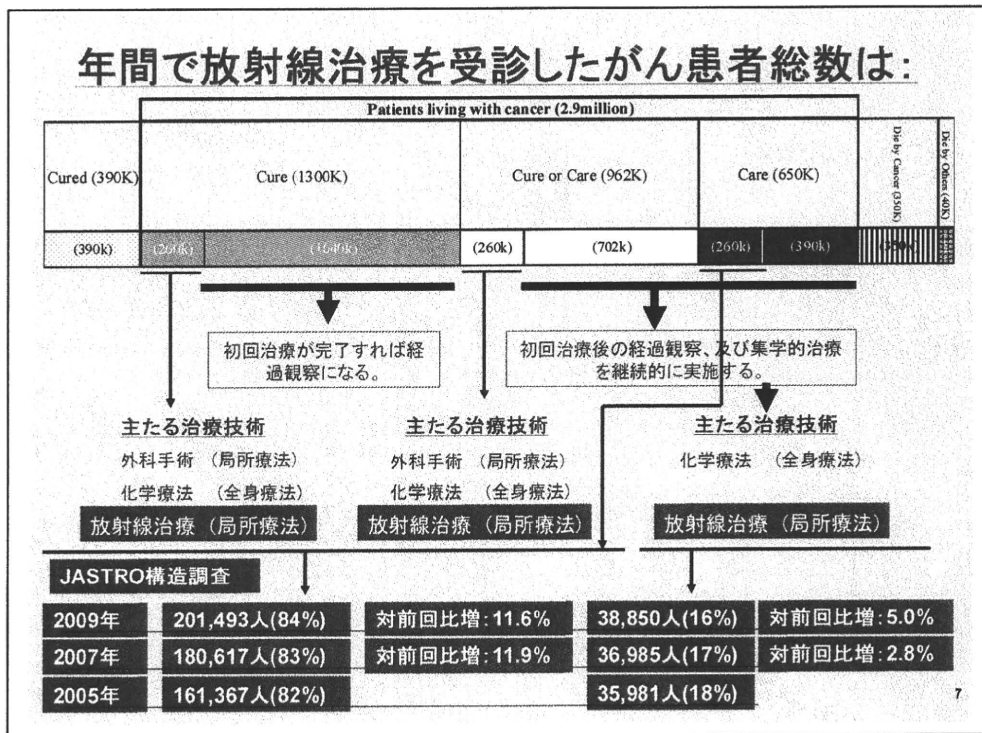 年間で放射線治療を受診したがん患者総数は:
Patients living with cancer (2.9million)
Cured (390K)
Cure (1300K)
Cure or Care (962K)
Care (650K)
Die by Cancer (350K)
Die by Others (40K)
(390k)
(260k)
(260k)
(702k)
(260k)
(390k)
初回治療が完了すれば経
過観察になる。
初回治療後の経過観察、及び集学的治療
を継続的に実施する。
主たる治療技術
外科手術 (局所療法)
化学療法 (全身療法)
放射線治療 (局所療法)
主たる治療技術
外科手術 (局所療法)
化学療法 (全身療法)
放射線治療 (局所療法)
主たる治療技術
化学療法 (全身療法)
放射線治療 (局所療法)
JASTRO構造調査
2009年 201,493人(84%) 対前回比増:11.6% 38,850人(16%) 対前回比増:5.0%
2007年 180,617人(83%) 対前回比増:11.9% 36,985人(17%) 対前回比増:2.8%
2005年 161,367人(82%) 35,981人(18%)
7